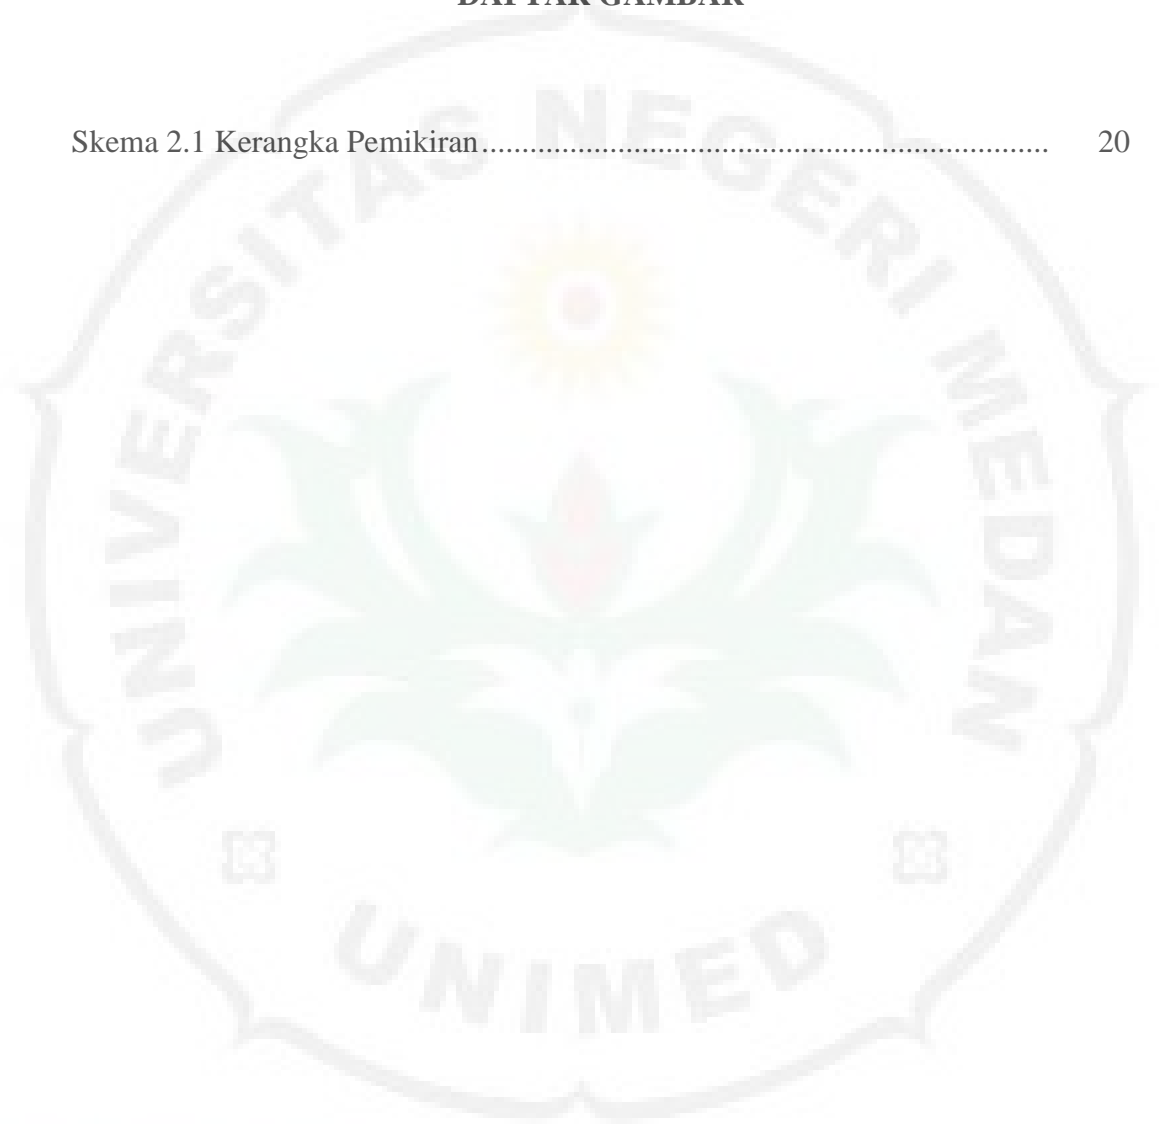 DAFTAR GAMBAR
Skema 2.1 Kerangka Pemikiran.......................................................................... 20
UNIVERSITAS NEGERI MEDAN
UNIMED